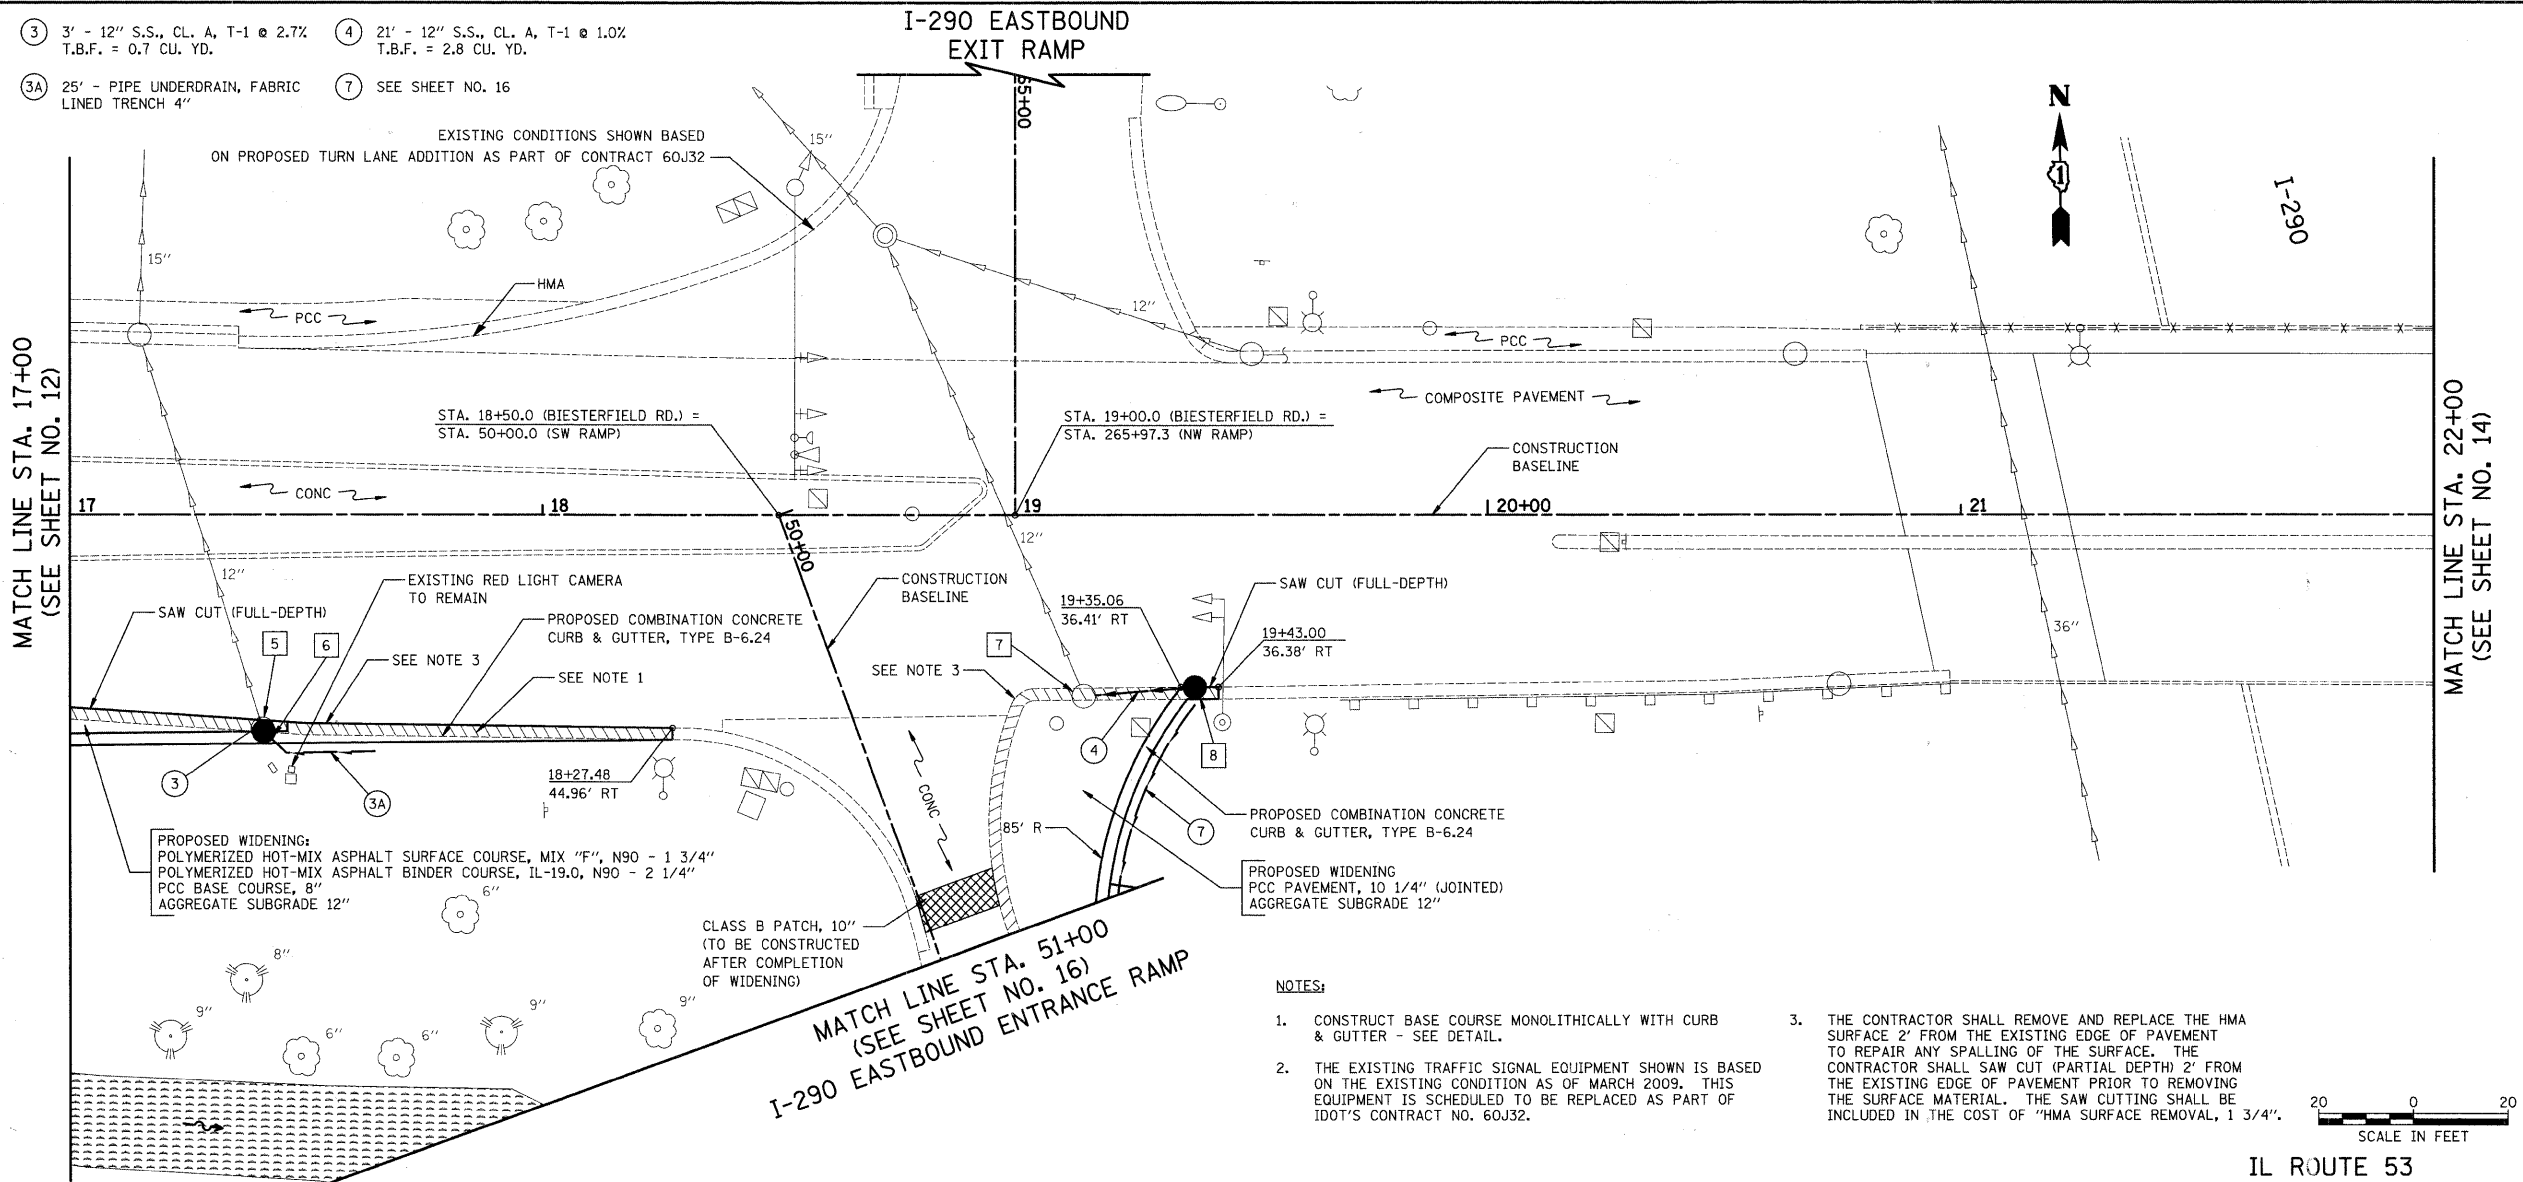 I-290 EASTBOUND
EXIT RAMP
3 3' - 12" S.S., CL. A, T-1 @ 2.7%
T.B.F. = 0.7 CU. YD.
4 21' - 12" S.S., CL. A, T-1 @ 1.0%
T.B.F. = 2.8 CU. YD.
3A 25' - PIPE UNDERDRAIN, FABRIC
LINED TRENCH 4"
7 SEE SHEET NO. 16
55+00
N
1
I-290
EXISTING CONDITIONS SHOWN BASED
ON PROPOSED TURN LANE ADDITION AS PART OF CONTRACT 60J32
15"
15"
HMA
PCC
12"
PCC
COMPOSITE PAVEMENT
MATCH LINE STA. 17+00
(SEE SHEET NO. 12)
MATCH LINE STA. 22+00
(SEE SHEET NO. 14)
STA. 18+50.0 (BIESTERFIELD RD.) =
STA. 50+00.0 (SW RAMP)
STA. 19+00.0 (BIESTERFIELD RD.) =
STA. 265+97.3 (NW RAMP)
CONSTRUCTION
BASELINE
CONC
17
18
19
20+00
21
50+00
12"
12"
EXISTING RED LIGHT CAMERA
TO REMAIN
CONSTRUCTION
BASELINE
SAW CUT (FULL-DEPTH)
SAW CUT (FULL-DEPTH)
PROPOSED COMBINATION CONCRETE
CURB & GUTTER, TYPE B-6.24
19+35.06
36.41' RT
19+43.00
36.38' RT
36"
5
6
7
SEE NOTE 3
SEE NOTE 1
SEE NOTE 3
4
8
3
3A
18+27.48
44.96' RT
CONC
85' R
7
PROPOSED COMBINATION CONCRETE
CURB & GUTTER, TYPE B-6.24
PROPOSED WIDENING:
POLYMERIZED HOT-MIX ASPHALT SURFACE COURSE, MIX "F", N90 - 1 3/4"
POLYMERIZED HOT-MIX ASPHALT BINDER COURSE, IL-19.0, N90 - 2 1/4"
PCC BASE COURSE, 8"
AGGREGATE SUBGRADE 12"
PROPOSED WIDENING
PCC PAVEMENT, 10 1/4" (JOINTED)
AGGREGATE SUBGRADE 12"
6"
8"
9"
6"
6"
9"
9"
CLASS B PATCH, 10"
(TO BE CONSTRUCTED
AFTER COMPLETION
OF WIDENING)
MATCH LINE STA. 51+00
(SEE SHEET NO. 16)
I-290 EASTBOUND ENTRANCE RAMP
NOTES:
1. CONSTRUCT BASE COURSE MONOLITHICALLY WITH CURB
& GUTTER - SEE DETAIL.
2. THE EXISTING TRAFFIC SIGNAL EQUIPMENT SHOWN IS BASED
ON THE EXISTING CONDITION AS OF MARCH 2009. THIS
EQUIPMENT IS SCHEDULED TO BE REPLACED AS PART OF
IDOT'S CONTRACT NO. 60J32.
3. THE CONTRACTOR SHALL REMOVE AND REPLACE THE HMA
SURFACE 2' FROM THE EXISTING EDGE OF PAVEMENT
TO REPAIR ANY SPALLING OF THE SURFACE. THE
CONTRACTOR SHALL SAW CUT (PARTIAL DEPTH) 2' FROM
THE EXISTING EDGE OF PAVEMENT PRIOR TO REMOVING
THE SURFACE MATERIAL. THE SAW CUTTING SHALL BE
INCLUDED IN THE COST OF "HMA SURFACE REMOVAL, 1 3/4".
20 0 20
SCALE IN FEET
IL ROUTE 53